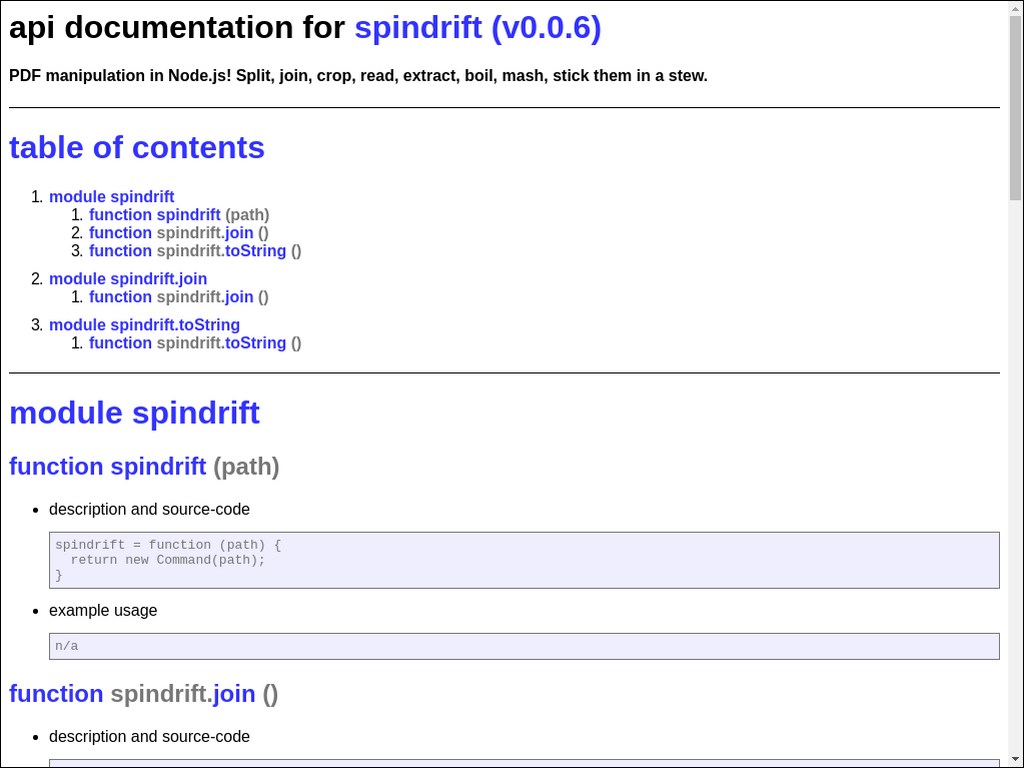 api documentation for spindrift (v0.0.6)
PDF manipulation in Node.js! Split, join, crop, read, extract, boil, mash, stick them in a stew.
table of contents
1. module spindrift
1. function spindrift (path)
2. function spindrift.join ()
3. function spindrift.toString ()
2. module spindrift.join
1. function spindrift.join ()
3. module spindrift.toString
1. function spindrift.toString ()
module spindrift
function spindrift (path)
• description and source-code
spindrift = function (path) {
  return new Command(path);
}
• example usage
n/a
function spindrift.join ()
• description and source-code